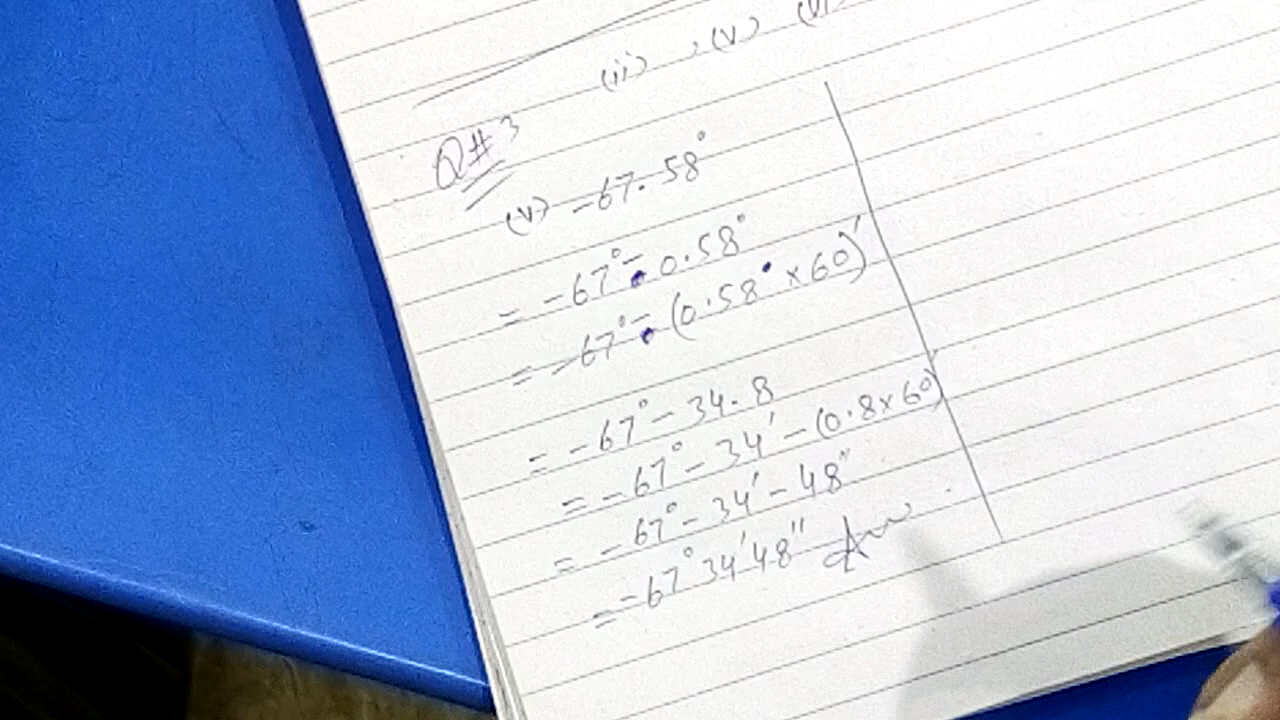 (ii) , (v) (vi
Q# 3
(v) -67.58°
= -67° - 0.58°
= -67° - (0.58° × 60)'
= -67° - 34.8
= -67° - 34' - (0.8×60)
= -67° - 34' - 48"
= -67° 34' 48" Ans